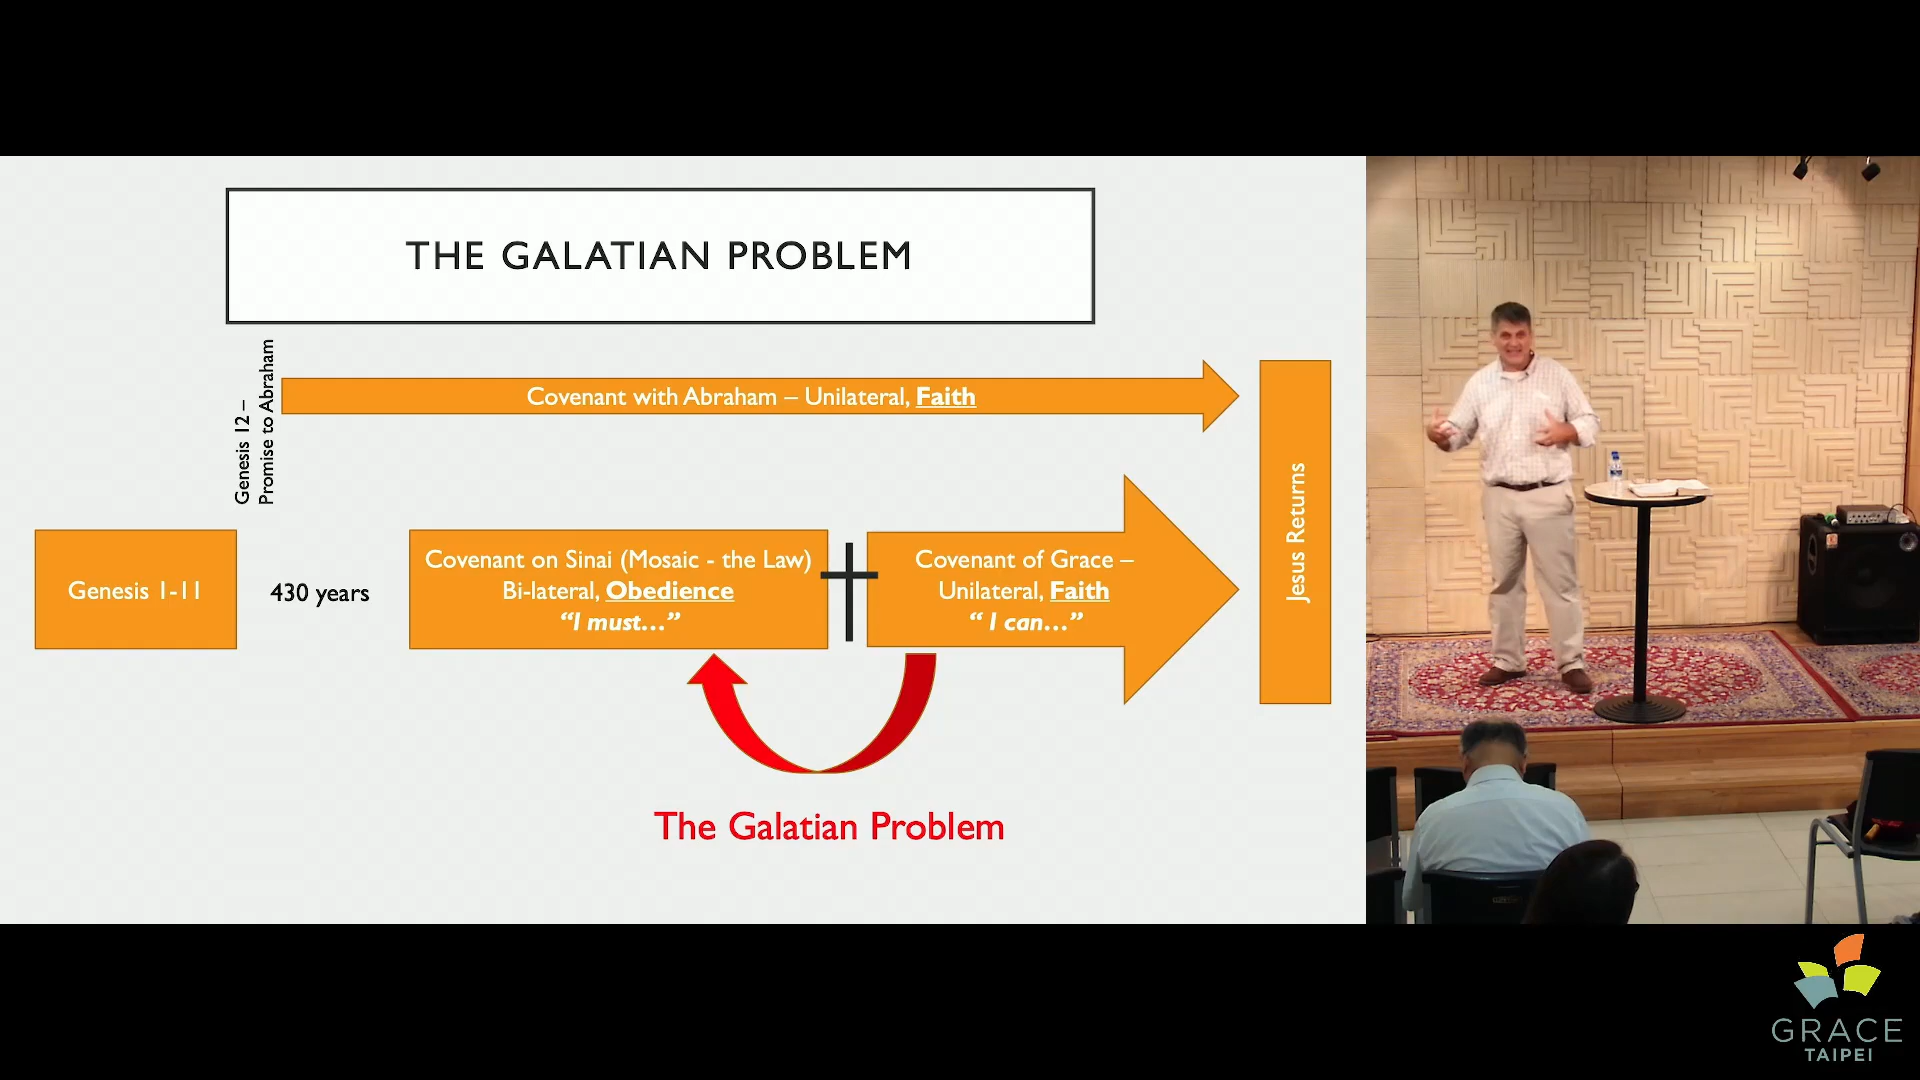 THE GALATIAN PROBLEM
Genesis 12 –
Promise to Abraham
Covenant with Abraham – Unilateral, Faith
Genesis 1-11
430 years
Covenant on Sinai (Mosaic - the Law)
Bi-lateral, Obedience
“I must…”
Covenant of Grace –
Unilateral, Faith
“ I can…”
Jesus Returns
The Galatian Problem
GRACE
TAIPEI